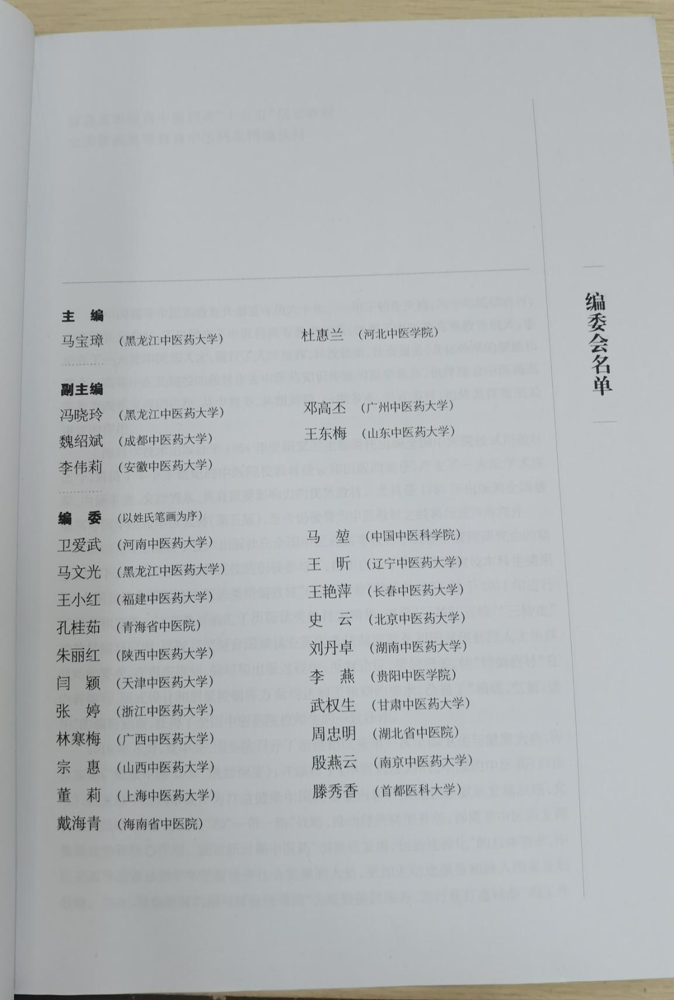 编委会名单
主 编
马宝璋 (黑龙江中医药大学) 杜惠兰 (河北中医学院)
副主编
冯晓玲 (黑龙江中医药大学) 邓高丕 (广州中医药大学)
魏绍斌 (成都中医药大学) 王东梅 (山东中医药大学)
李伟莉 (安徽中医药大学)
编 委 (以姓氏笔画为序)
卫爱武 (河南中医药大学) 马 堃 (中国中医科学院)
马文光 (黑龙江中医药大学) 王 昕 (辽宁中医药大学)
王小红 (福建中医药大学) 王艳萍 (长春中医药大学)
孔桂茹 (青海省中医院) 史 云 (北京中医药大学)
朱丽红 (陕西中医药大学) 刘丹卓 (湖南中医药大学)
闫 颖 (天津中医药大学) 李 燕 (贵阳中医学院)
张 婷 (浙江中医药大学) 武权生 (甘肃中医药大学)
林寒梅 (广西中医药大学) 周忠明 (湖北省中医院)
宗 惠 (山西中医药大学) 殷燕云 (南京中医药大学)
董 莉 (上海中医药大学) 滕秀香 (首都医科大学)
戴海青 (海南省中医院)